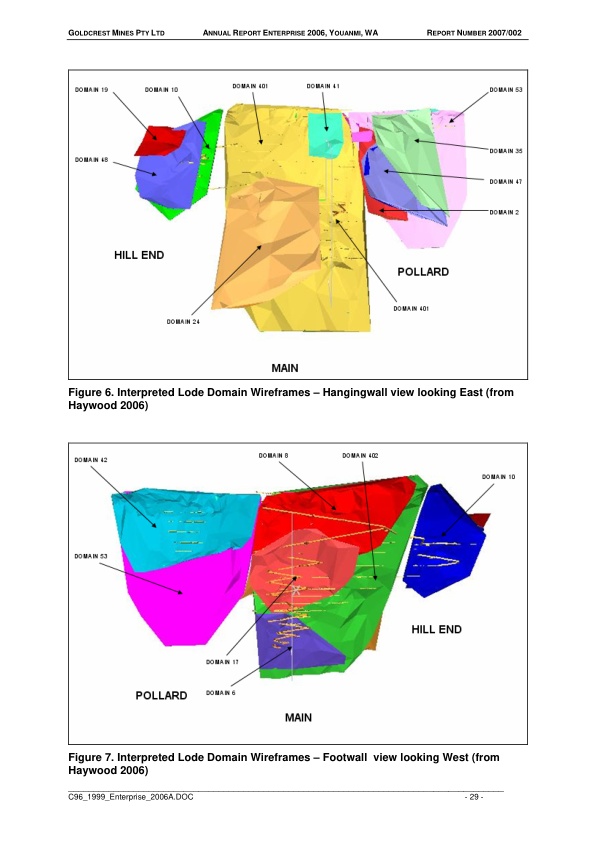 GOLDCREST MINES PTY LTD ANNUAL REPORT ENTERPRISE 2006, YOUANMI, WA REPORT NUMBER 2007/002
DOMAIN 19
DOMAIN 10
DOMAIN 401
DOMAIN 41
DOMAIN 53
DOMAIN 35
DOMAIN 48
DOMAIN 47
DOMAIN 2
HILL END
POLLARD
DOMAIN 401
DOMAIN 24
MAIN
Figure 6. Interpreted Lode Domain Wireframes – Hangingwall view looking East (from
Haywood 2006)
DOMAIN 42
DOMAIN 8
DOMAIN 402
DOMAIN 10
DOMAIN 53
HILL END
DOMAIN 17
POLLARD
DOMAIN 6
MAIN
Figure 7. Interpreted Lode Domain Wireframes – Footwall view looking West (from
Haywood 2006)
C96_1999_Enterprise_2006A.DOC - 29 -